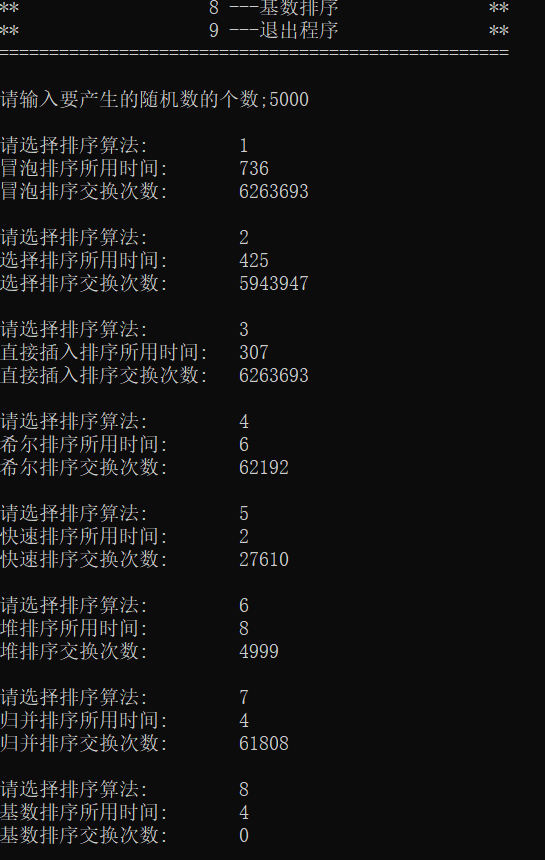 **                   8 ---基数排序               **
**                   9 ---退出程序               **
===================================================
请输入要产生的随机数的个数;5000
请选择排序算法:         1
冒泡排序所用时间:       736
冒泡排序交换次数:       6263693
请选择排序算法:         2
选择排序所用时间:       425
选择排序交换次数:       5943947
请选择排序算法:         3
直接插入排序所用时间:   307
直接插入排序交换次数:   6263693
请选择排序算法:         4
希尔排序所用时间:       6
希尔排序交换次数:       62192
请选择排序算法:         5
快速排序所用时间:       2
快速排序交换次数:       27610
请选择排序算法:         6
堆排序所用时间:         8
堆排序交换次数:         4999
请选择排序算法:         7
归并排序所用时间:       4
归并排序交换次数:       61808
请选择排序算法:         8
基数排序所用时间:       4
基数排序交换次数:       0